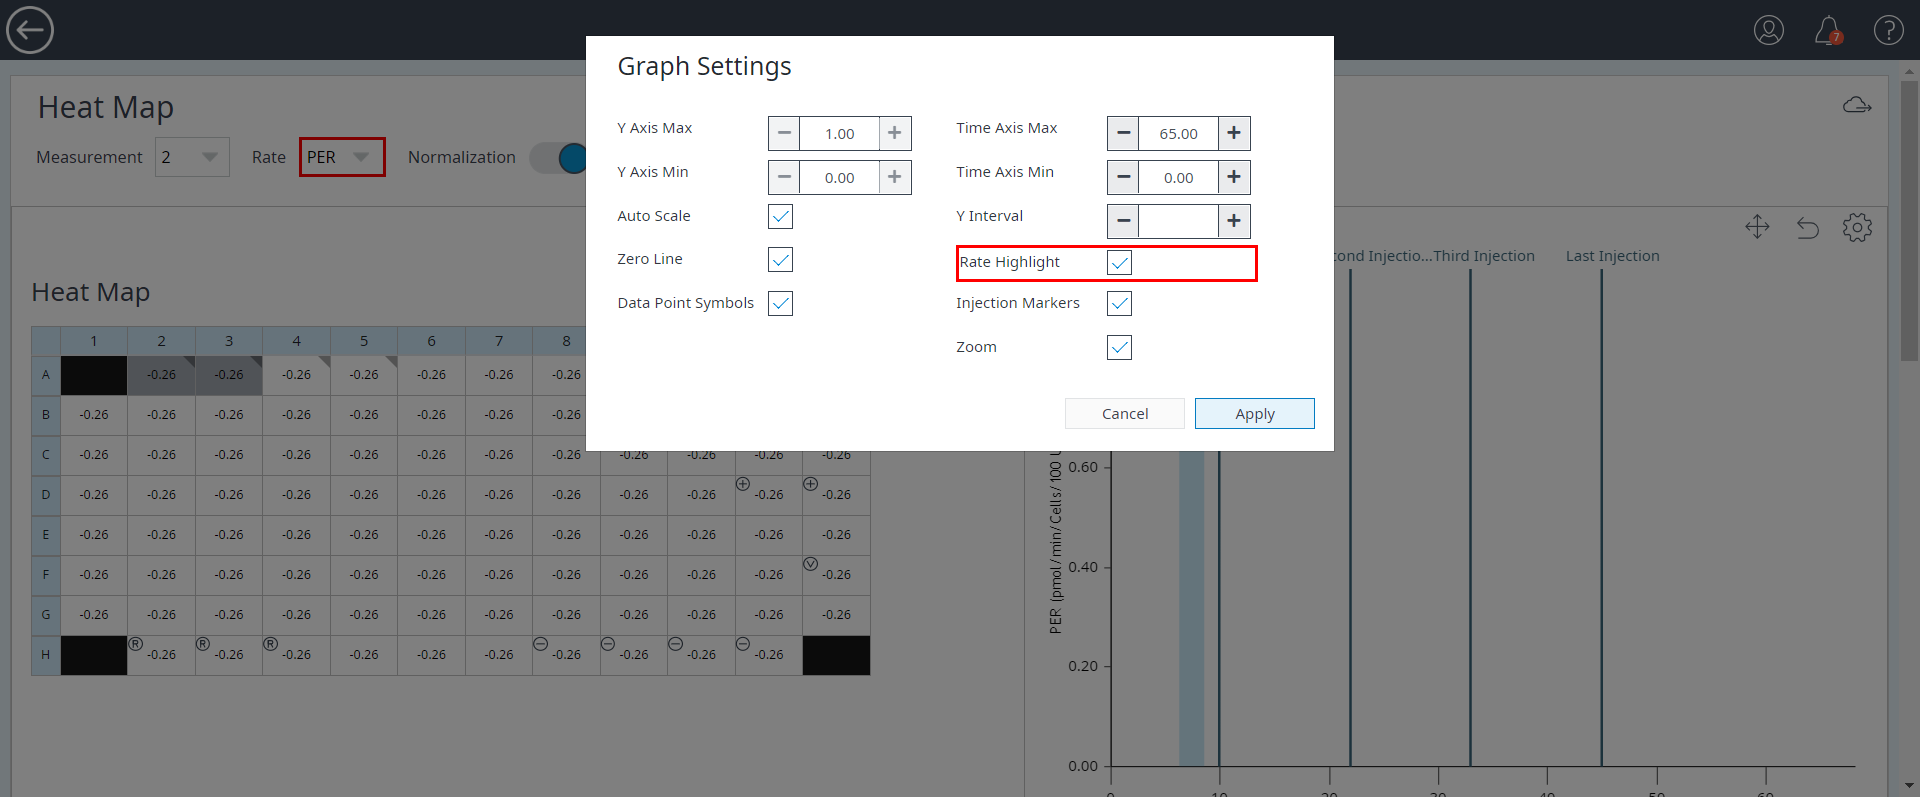 7
Heat Map
Measurement 2 Rate PER Normalization
Graph Settings
Y Axis Max 1.00 Time Axis Max 65.00
Y Axis Min 0.00 Time Axis Min 0.00
Auto Scale Y Interval
Zero Line Rate Highlight
Data Point Symbols Injection Markers
Zoom
Cancel Apply
Heat Map
1 2 3 4 5 6 7 8
A -0.26 -0.26 -0.26 -0.26 -0.26 -0.26 -0.26
B -0.26 -0.26 -0.26 -0.26 -0.26 -0.26 -0.26 -0.26
C -0.26 -0.26 -0.26 -0.26 -0.26 -0.26 -0.26 -0.26 -0.26 -0.26 -0.26 -0.26
D -0.26 -0.26 -0.26 -0.26 -0.26 -0.26 -0.26 -0.26 -0.26 -0.26 -0.26 -0.26
E -0.26 -0.26 -0.26 -0.26 -0.26 -0.26 -0.26 -0.26 -0.26 -0.26 -0.26 -0.26
F -0.26 -0.26 -0.26 -0.26 -0.26 -0.26 -0.26 -0.26 -0.26 -0.26 -0.26 -0.26
G -0.26 -0.26 -0.26 -0.26 -0.26 -0.26 -0.26 -0.26 -0.26 -0.26 -0.26 -0.26
H R -0.26 R -0.26 R -0.26 -0.26 -0.26 -0.26 -0.26 -0.26 -0.26 -0.26
ond Injectio... Third Injection Last Injection
PER (pmol/min/Cells/100
0.60
0.40
0.20
0.00
0 10 20 30 40 50 60